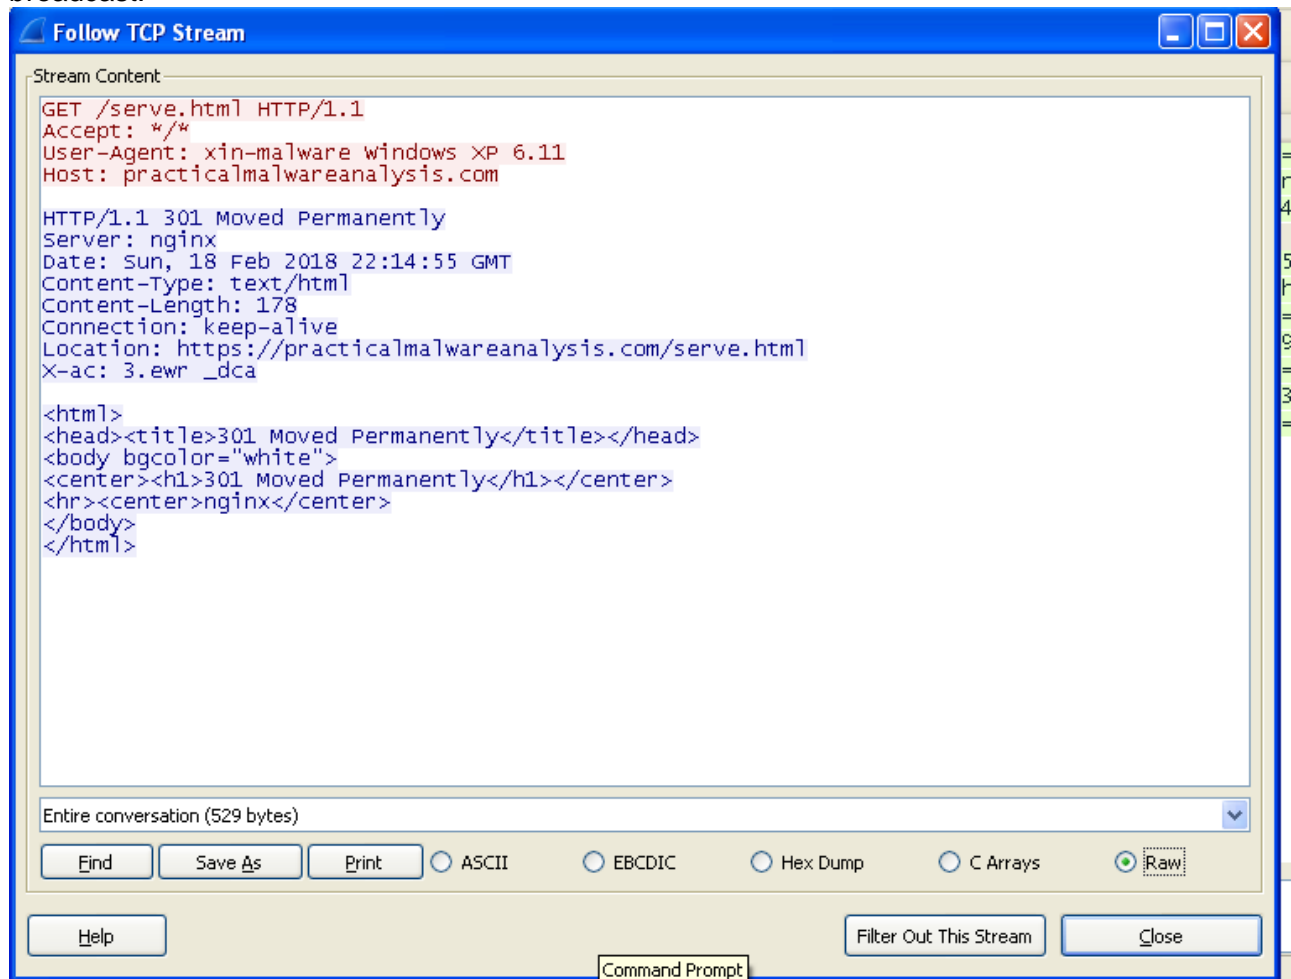 Follow TCP Stream
Stream Content
GET /serve.html HTTP/1.1
Accept: */*
User-Agent: xin-malware Windows XP 6.11
Host: practicalmalwareanalysis.com
HTTP/1.1 301 Moved Permanently
Server: nginx
Date: Sun, 18 Feb 2018 22:14:55 GMT
Content-Type: text/html
Content-Length: 178
Connection: keep-alive
Location: https://practicalmalwareanalysis.com/serve.html
X-ac: 3.ewr _dca
<html>
<head><title>301 Moved Permanently</title></head>
<body bgcolor="white">
<center><h1>301 Moved Permanently</h1></center>
<hr><center>nginx</center>
</body>
</html>
Entire conversation (529 bytes)
Find Save As Print ASCII EBCDIC Hex Dump C Arrays Raw
Help Filter Out This Stream Close
Command Prompt